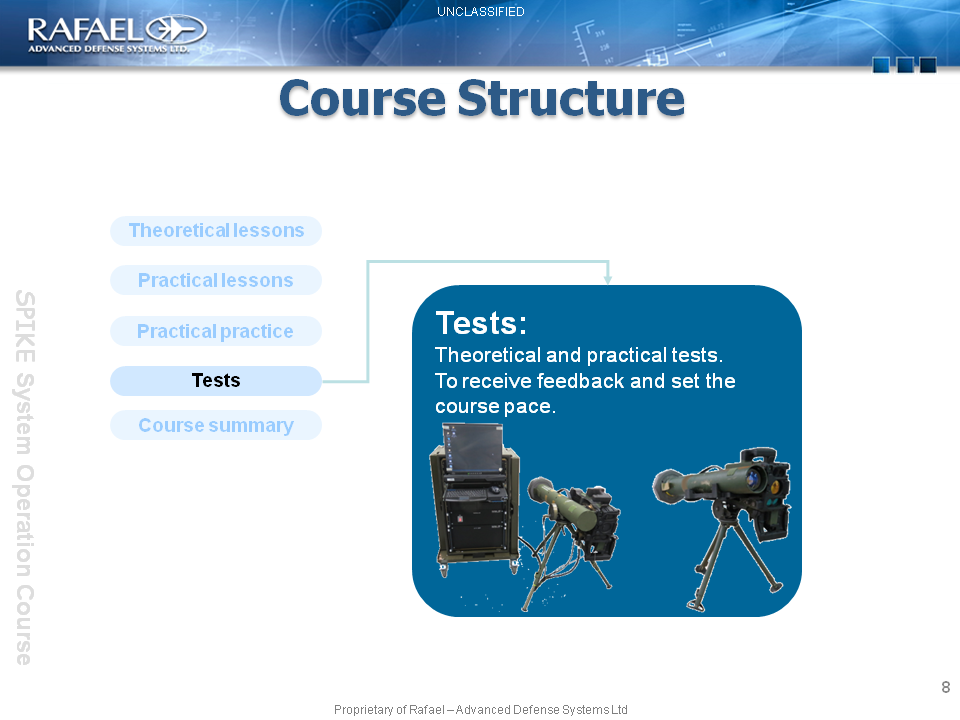 UNCLASSIFIED
RAFAEL
ADVANCED DEFENSE SYSTEMS LTD.
Course Structure
Theoretical lessons
Practical lessons
Practical practice
Tests
Course summary
Tests:
Theoretical and practical tests.
To receive feedback and set the
course pace.
SPIKE System Operation Course
8
Proprietary of Rafael – Advanced Defense Systems Ltd